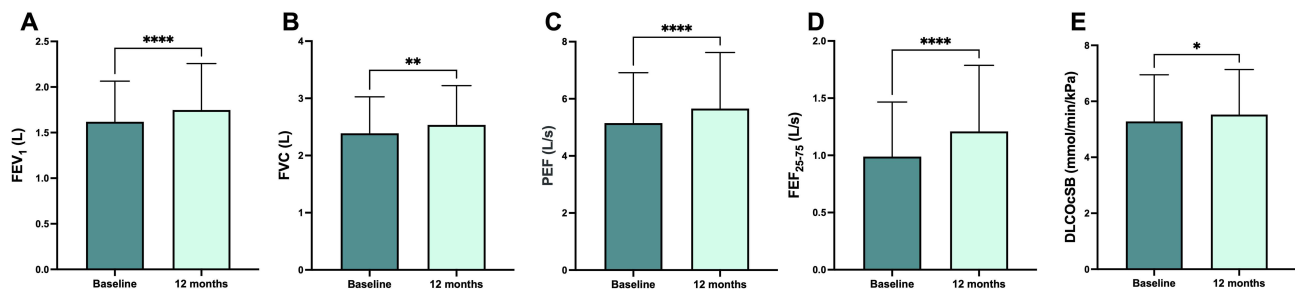 A
FEV1 (L)
2.5
2.0
1.5
1.0
0.5
0.0
****
Baseline
12 months
B
FVC (L)
4
3
2
1
0
**
Baseline
12 months
C
PEF (L/s)
8
6
4
2
0
****
Baseline
12 months
D
FEF25-75 (L/s)
2.0
1.5
1.0
0.5
0.0
****
Baseline
12 months
E
DLCOcSB (mmol/min/kPa)
8
6
4
2
0
*
Baseline
12 months